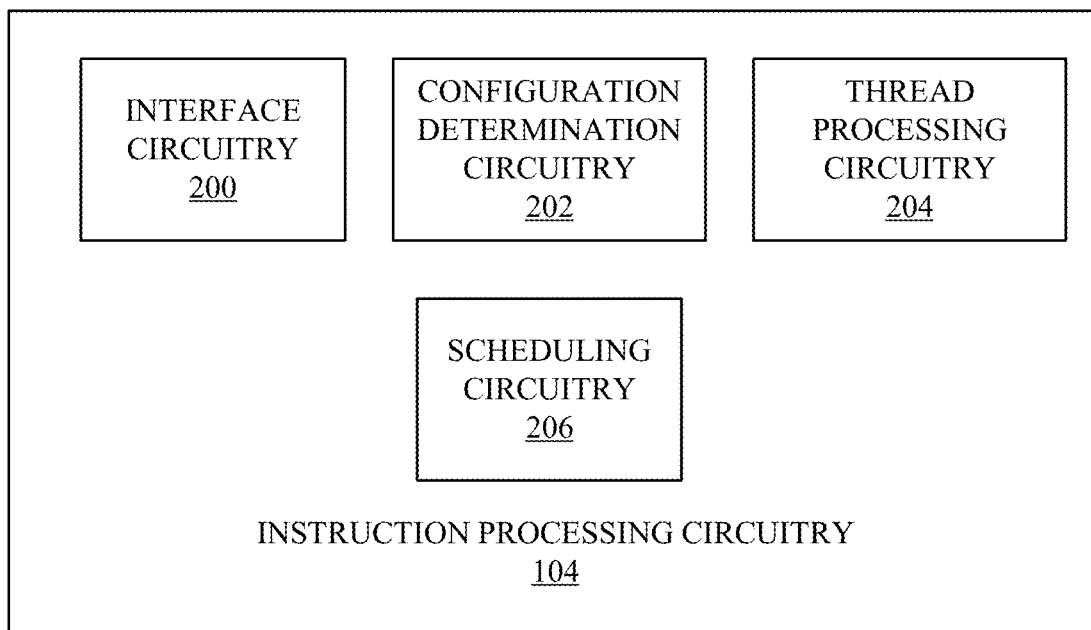 INTERFACE
CIRCUITRY
200
CONFIGURATION
DETERMINATION
CIRCUITRY
202
THREAD
PROCESSING
CIRCUITRY
204
SCHEDULING
CIRCUITRY
206
INSTRUCTION PROCESSING CIRCUITRY
104